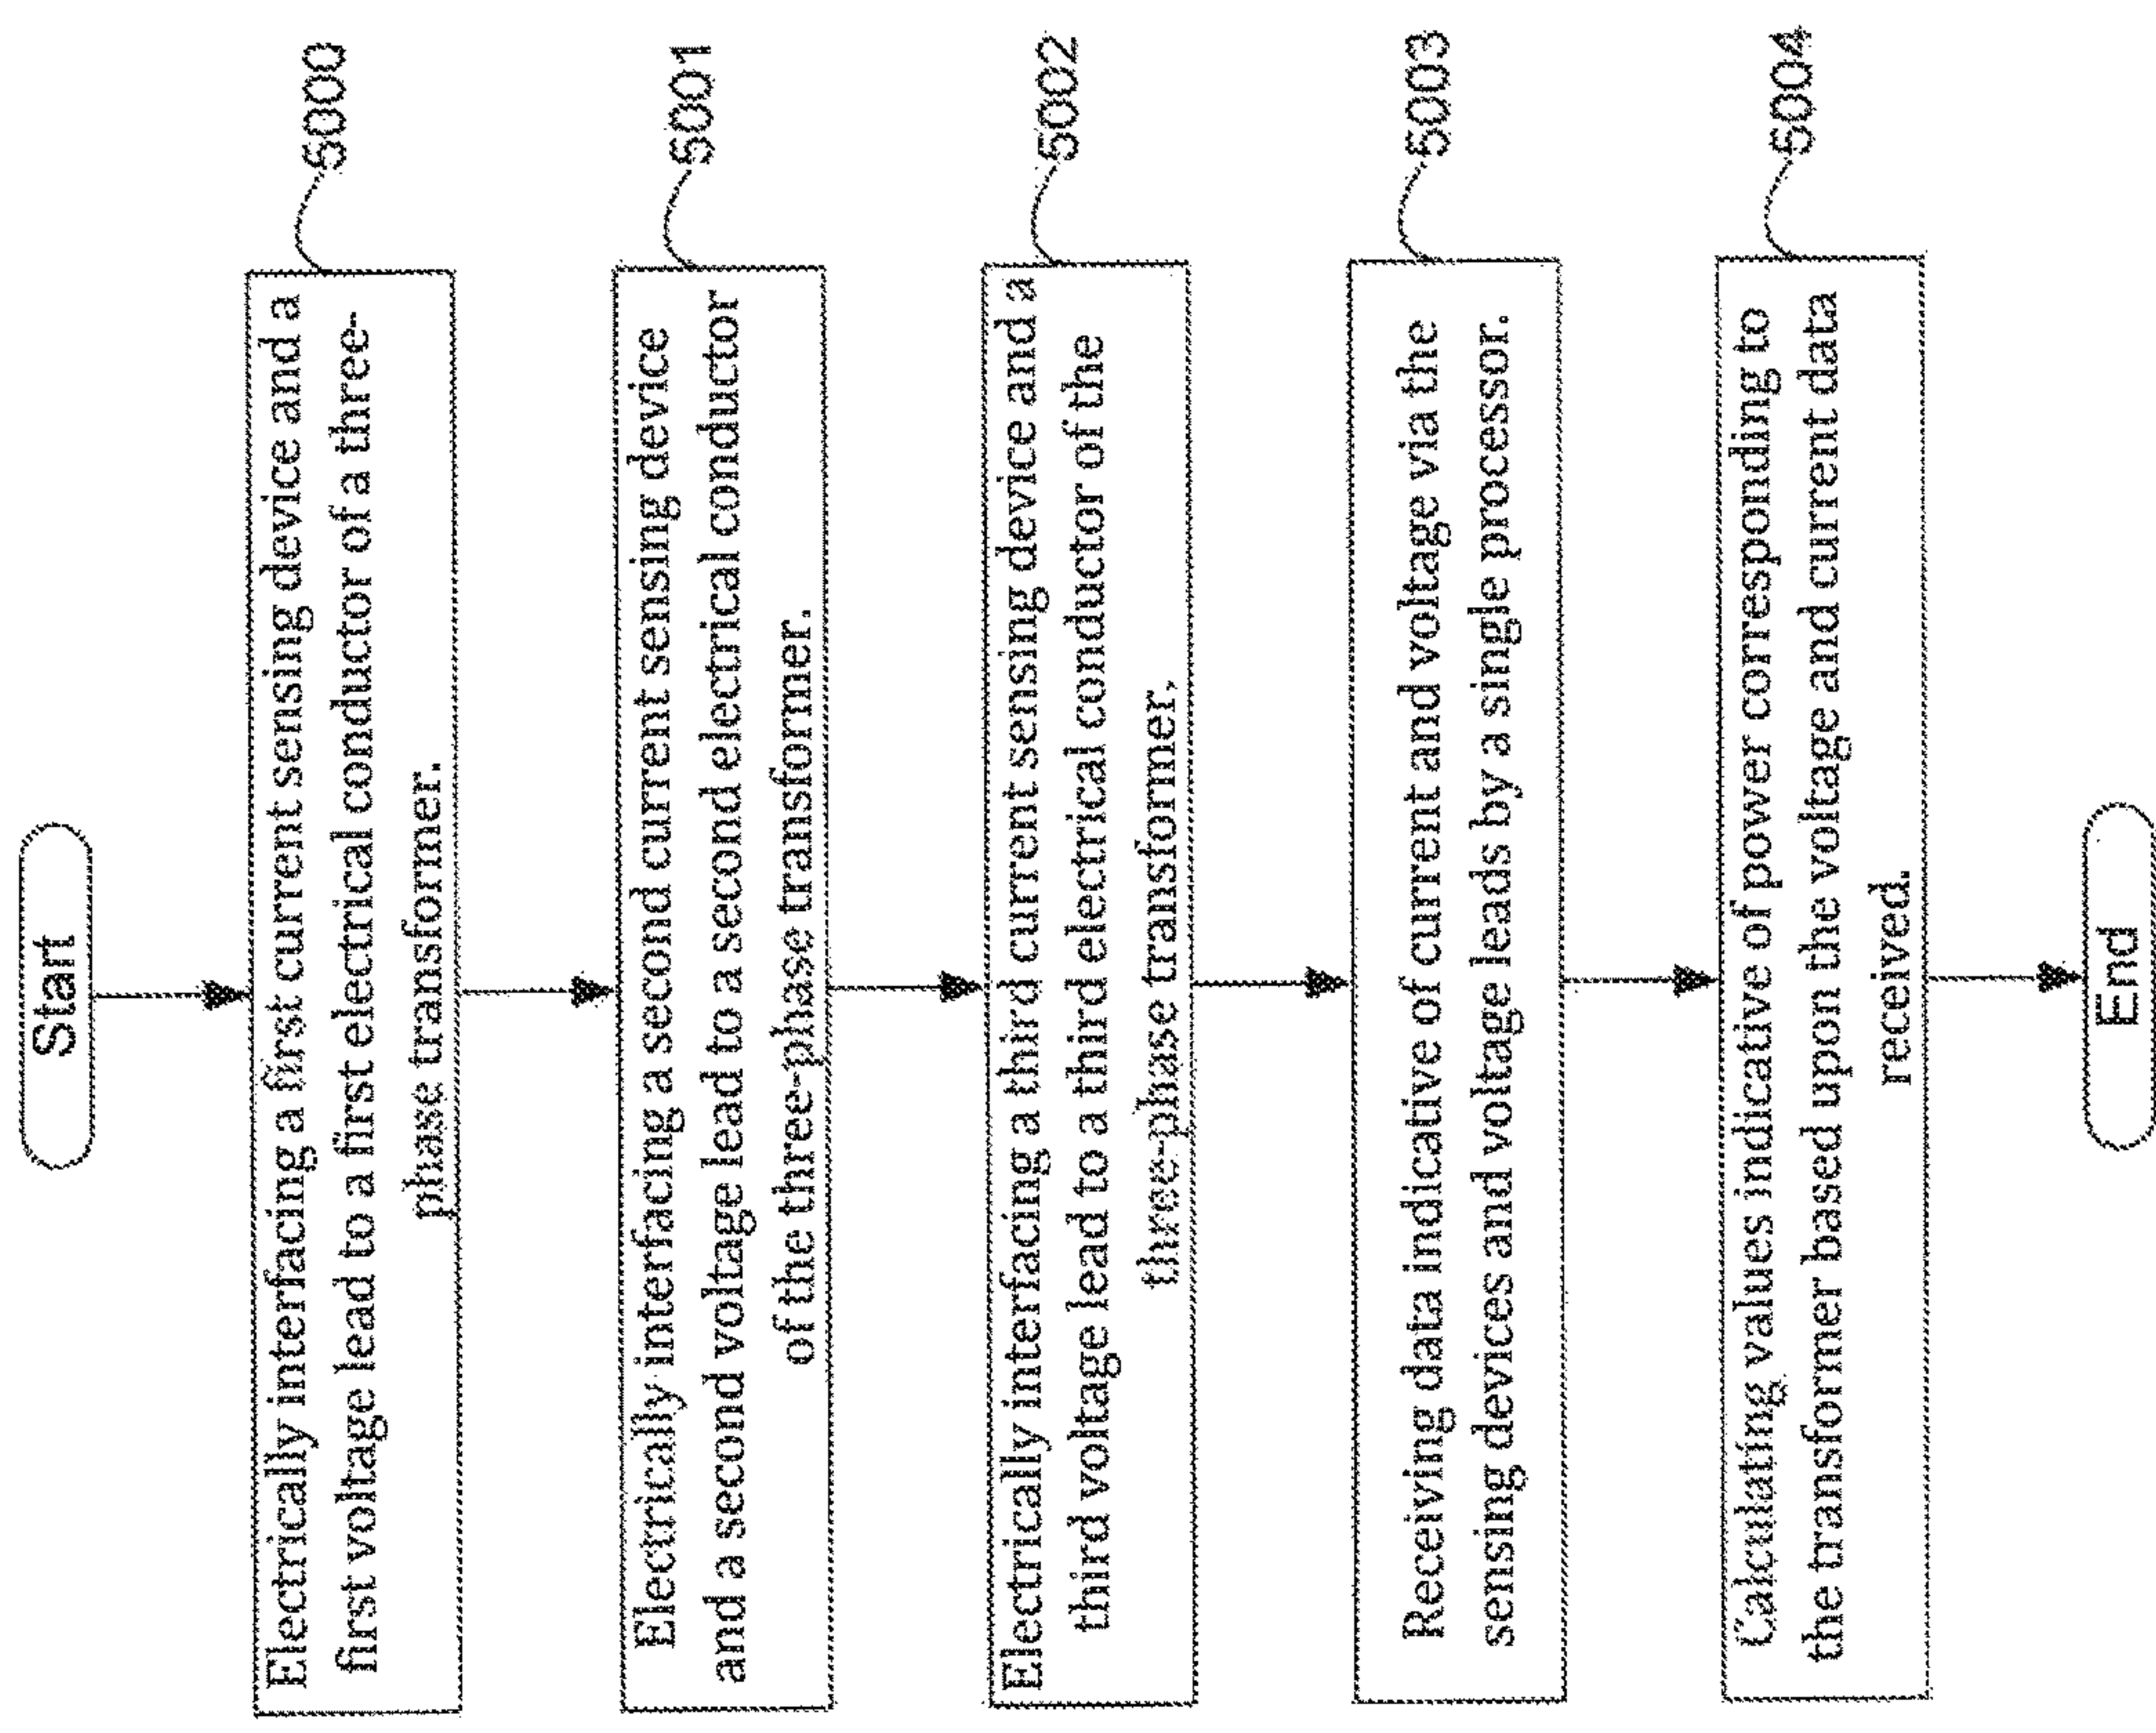 Start
Electrically interfacing a first current sensing device and a
first voltage lead to a first electrical conductor of a three-
phase transformer.
5000
Electrically interfacing a second current sensing device
and a second voltage lead to a second electrical conductor
of the three-phase transformer.
5001
Electrically interfacing a third current sensing device and a
third voltage lead to a third electrical conductor of the
three-phase transformer.
5002
Receiving data indicative of current and voltage via the
sensing devices and voltage leads by a single processor.
5003
Calculating values indicative of power corresponding to
the transformer based upon the voltage and current data
received.
5004
End